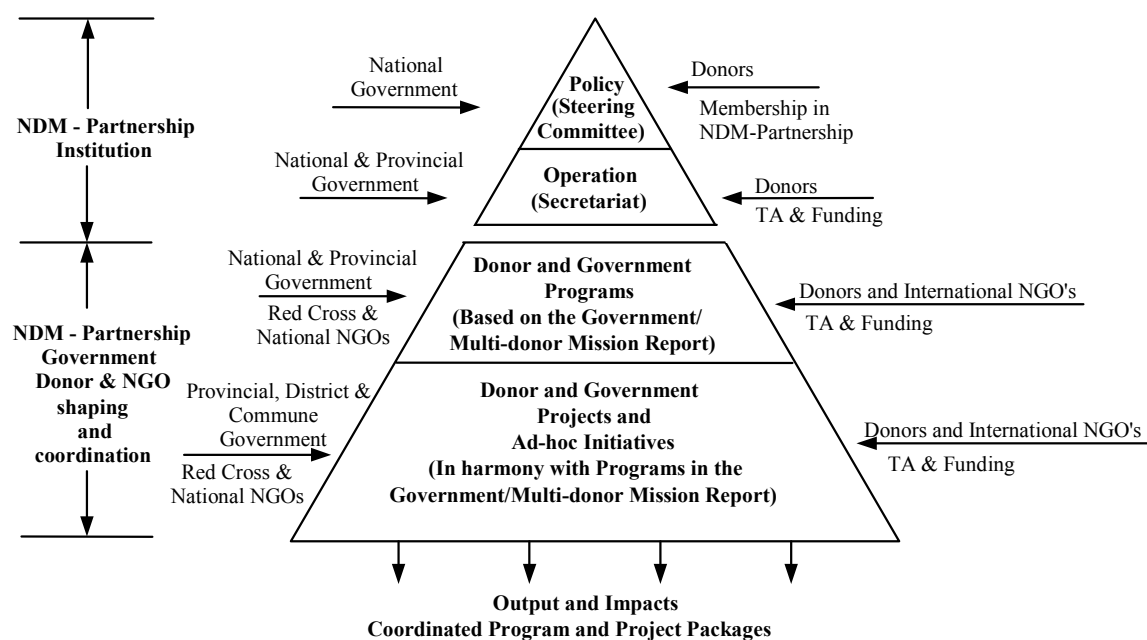 National
Government
Policy
(Steering
Committee)
Donors
Membership in
NDM-Partnership
NDM - Partnership
Institution
National & Provincial
Government
Operation
(Secretariat)
Donors
TA & Funding
National & Provincial
Government
Red Cross &
National NGOs
Donor and Government
Programs
(Based on the Government/
Multi-donor Mission Report)
Donors and International NGO's
TA & Funding
NDM - Partnership
Government
Donor & NGO
shaping
and
coordination
Provincial, District &
Commune
Government
Red Cross &
National NGOs
Donor and Government
Projects and
Ad-hoc Initiatives
(In harmony with Programs in the
Government/Multi-donor Mission Report)
Donors and International NGO's
TA & Funding
Output and Impacts
Coordinated Program and Project Packages